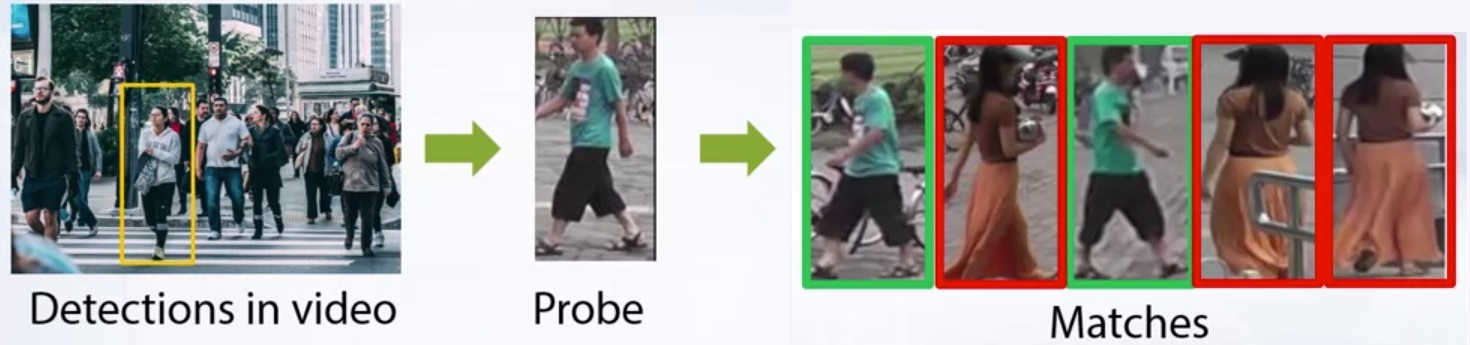 Detections in video
Probe
Matches